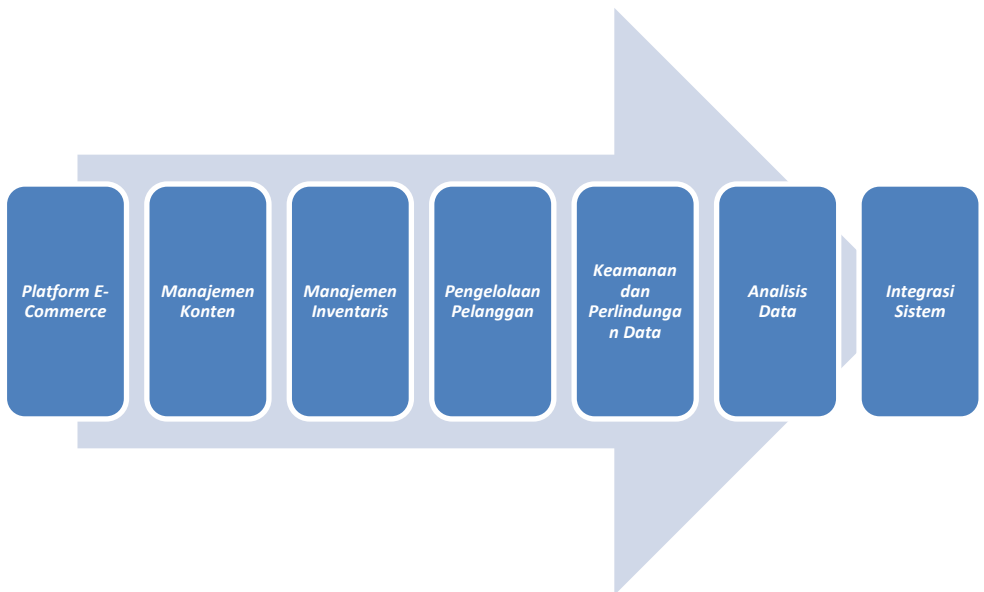 Platform E-
Commerce
Manajemen
Konten
Manajemen
Inventaris
Pengelolaan
Pelanggan
Keamanan
dan
Perlindunga
n Data
Analisis
Data
Integrasi
Sistem